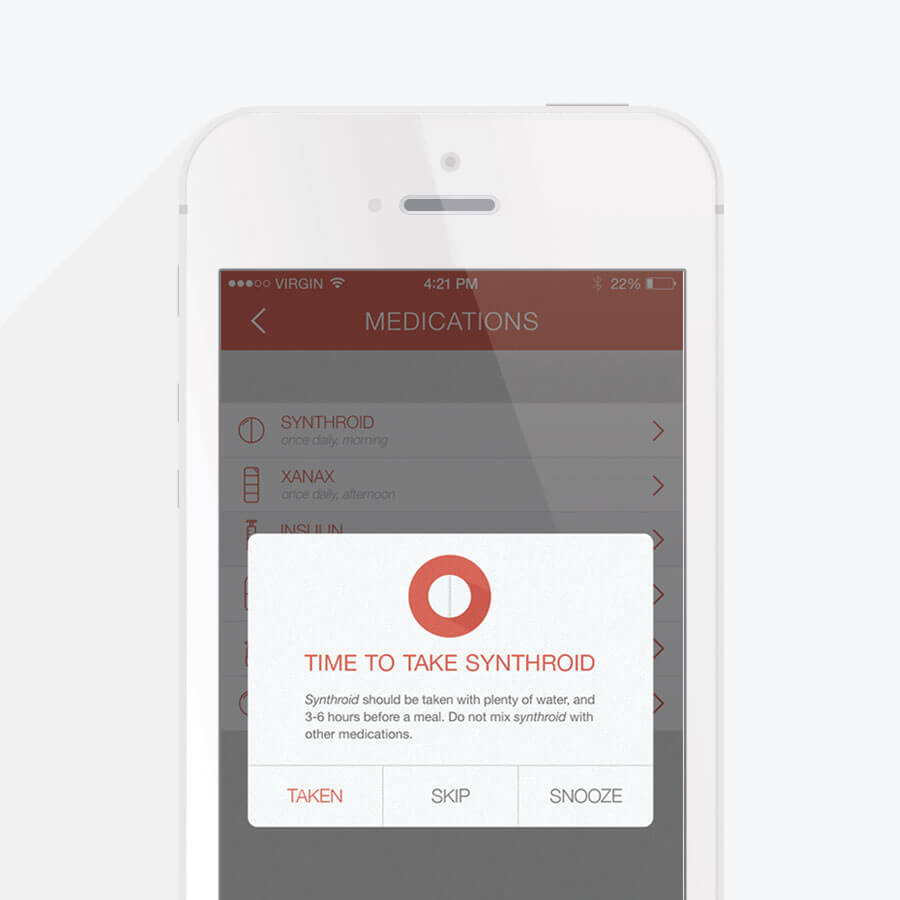 VIRGIN 4:21 PM 22%
MEDICATIONS
SYNTHROID
once daily, morning
XANAX
once daily, afternoon
INSULIN
TIME TO TAKE SYNTHROID
Synthroid should be taken with plenty of water, and
3-6 hours before a meal. Do not mix synthroid with
other medications.
TAKEN SKIP SNOOZE